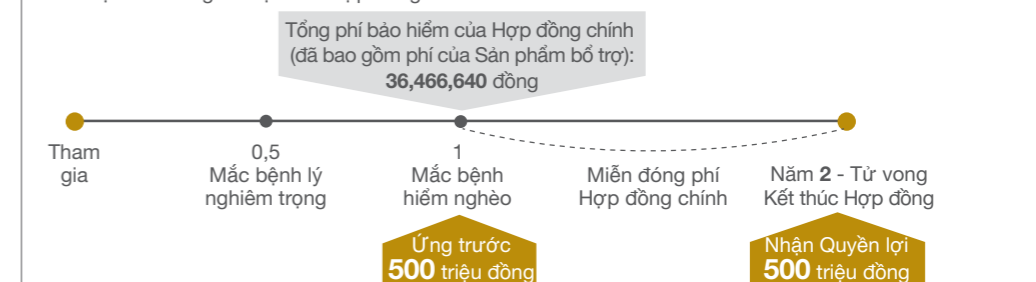 Tổng phí bảo hiểm của Hợp đồng chính
(đã bao gồm phí của Sản phẩm bổ trợ):
36,466,640 đồng
Tham
gia
0,5
Mắc bệnh lý
nghiêm trọng
1
Mắc bệnh
hiểm nghèo
Miễn đóng phí
Hợp đồng chính
Năm 2 - Tử vong
Kết thúc Hợp đồng
Ứng trước
500 triệu đồng
Nhận Quyền lợi
500 triệu đồng